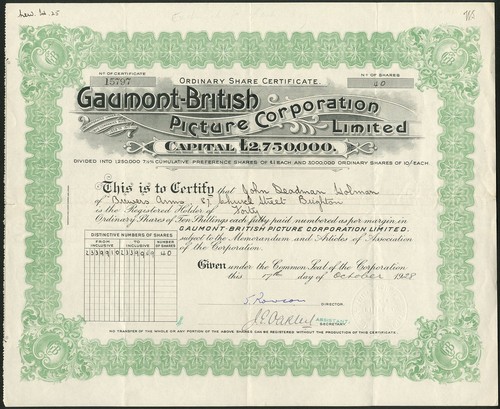 new. Led. 25
Nº OF CERTIFICATE
15797
ORDINARY SHARE CERTIFICATE.
Nº OF SHARES
40
Gaumont-British
Picture Corporation
Limited
CAPITAL £2,750,000.
DIVIDED INTO 1,250,000 7½% CUMULATIVE PREFERENCE SHARES OF £1 EACH AND 3,000,000 ORDINARY SHARES OF 10/- EACH.
This is to Certify that John Deadman Holman
of Brewers Arms 87 Church Street Brighton
is the Registered Holder of Forty
Ordinary Shares of Ten Shillings each fully paid, numbered as per margin in
GAUMONT-BRITISH PICTURE CORPORATION LIMITED,
subject to the Memorandum and Articles of Association
of the Corporation.
DISTINCTIVE NUMBERS OF SHARES
FROM INCLUSIVE TO INCLUSIVE NUMBER OF SHARES
40
Given under the Common Seal of the Corporation
this 17th day of October 1928
DIRECTOR.
ASSISTANT
SECRETARY.
NO TRANSFER OF THE WHOLE OR ANY PORTION OF THE ABOVE SHARES CAN BE REGISTERED WITHOUT THE PRODUCTION OF THIS CERTIFICATE.